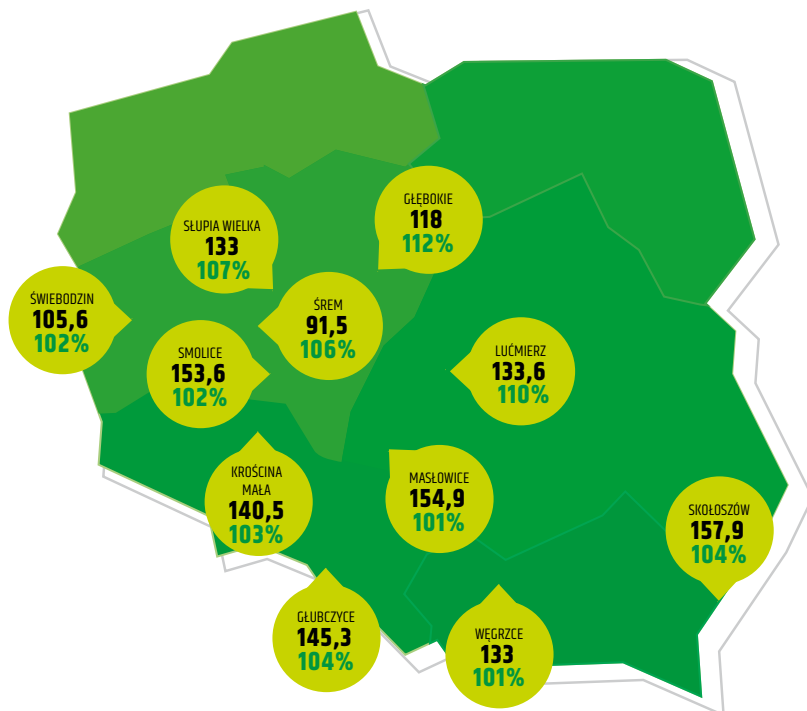 GŁĘBOKIE
118
112%
SŁUPIA WIELKA
133
107%
ŚWIEBODZIN
105,6
102%
ŚREM
91,5
106%
SMOLICE
153,6
102%
LUĆMIERZ
133,6
110%
KROŚCINA
MAŁA
140,5
103%
MASŁOWICE
154,9
101%
SKOŁOSZÓW
157,9
104%
GŁUBCZYCE
145,3
104%
WĘGRZCE
133
101%